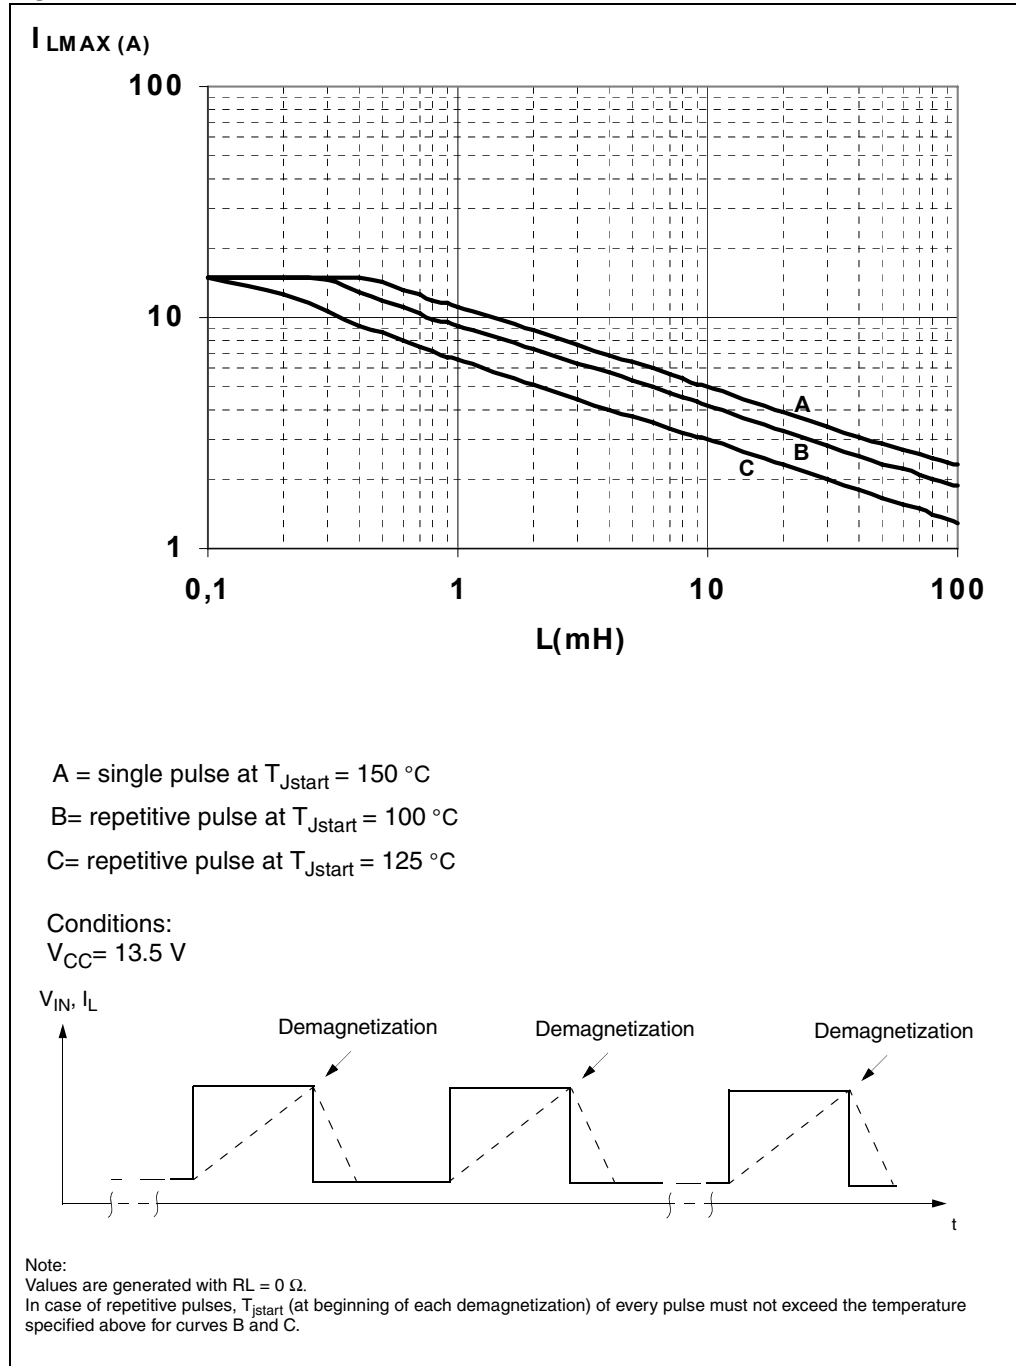 I LMAX (A)
100
10
1
0,1 1 10 100
A
B
C
L(mH)
A = single pulse at TJstart = 150 °C
B= repetitive pulse at TJstart = 100 °C
C= repetitive pulse at TJstart = 125 °C
Conditions:
VCC= 13.5 V
VIN, IL
Demagnetization Demagnetization Demagnetization
t
Note:
Values are generated with RL = 0 Ω.
In case of repetitive pulses, Tjstart (at beginning of each demagnetization) of every pulse must not exceed the temperature
specified above for curves B and C.